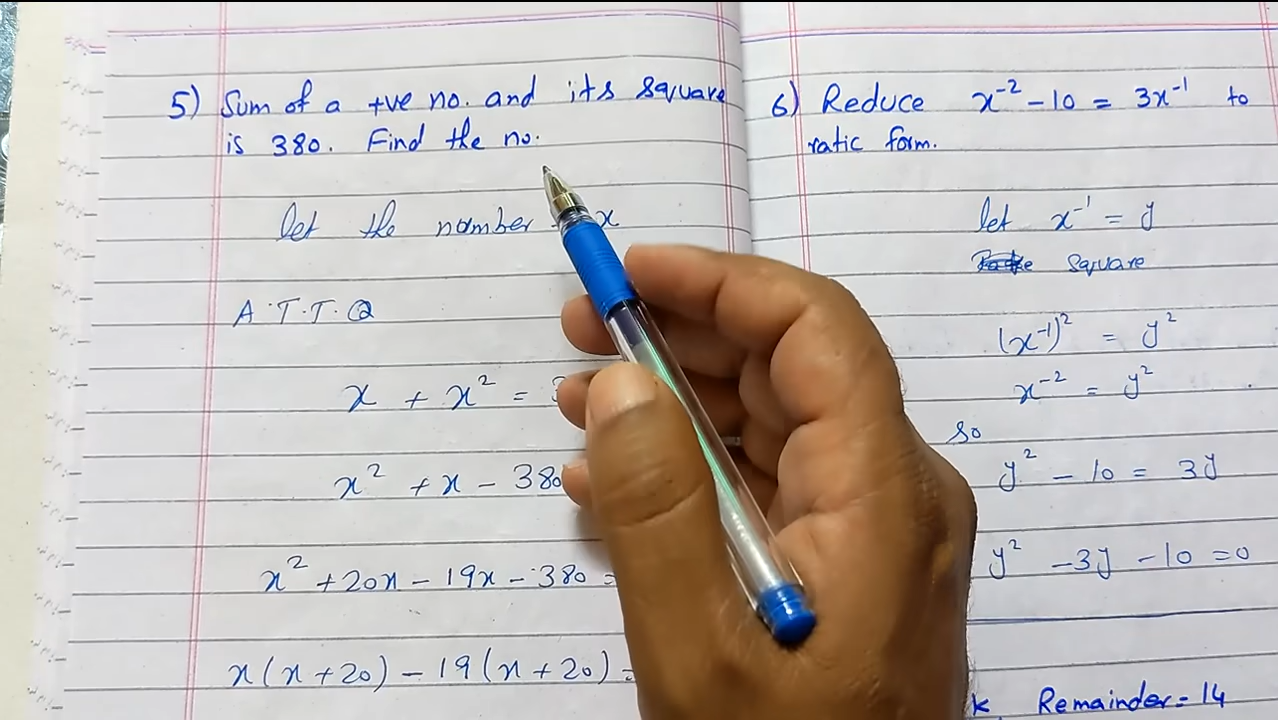 5) Sum of a +ve no. and its square
is 380. Find the no.
let the number x
A.T.T.Q
x + x² =
x² + x - 380
x² + 20x - 19x - 380 =
x(x + 20) - 19(x + 20) =
6) Reduce x⁻² - 10 = 3x⁻¹ to
ratic form.
let x⁻¹ = y
Square
(x⁻¹)² = y²
x⁻² = y²
so
y² - 10 = 3y
y² - 3y - 10 = 0
k, Remainder = 14